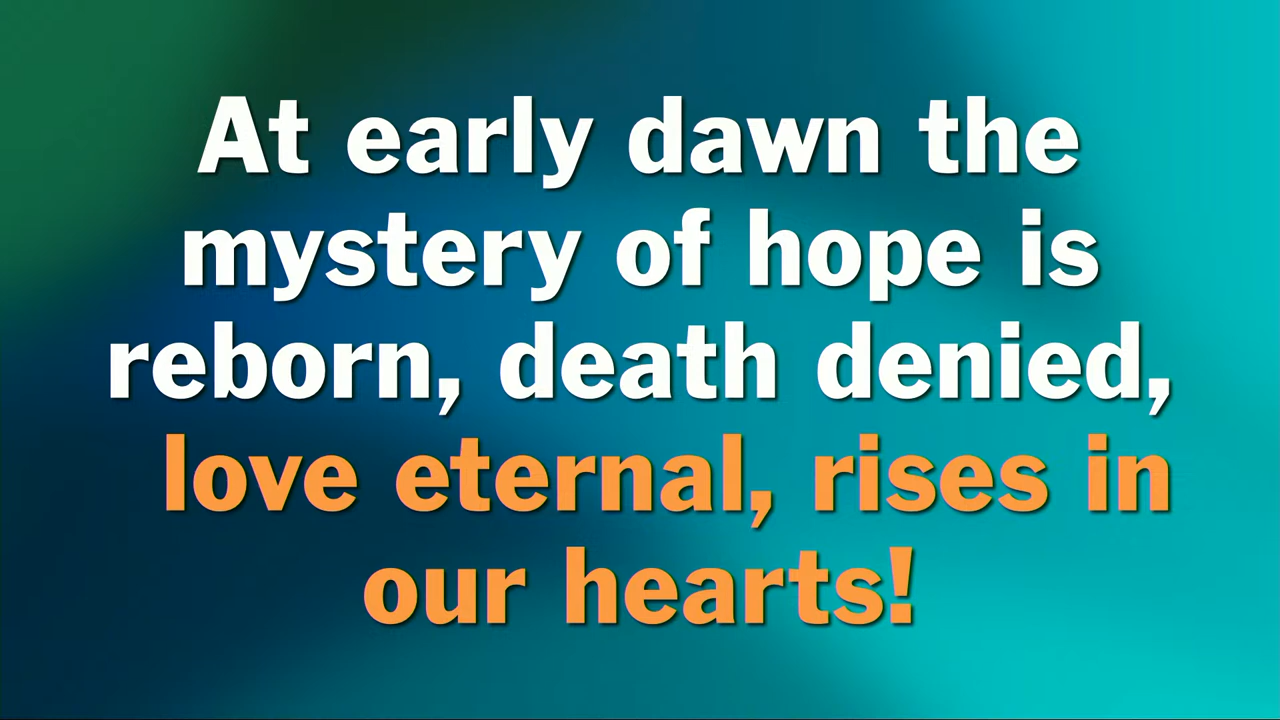 At early dawn the
mystery of hope is
reborn, death denied,
love eternal, rises in
our hearts!